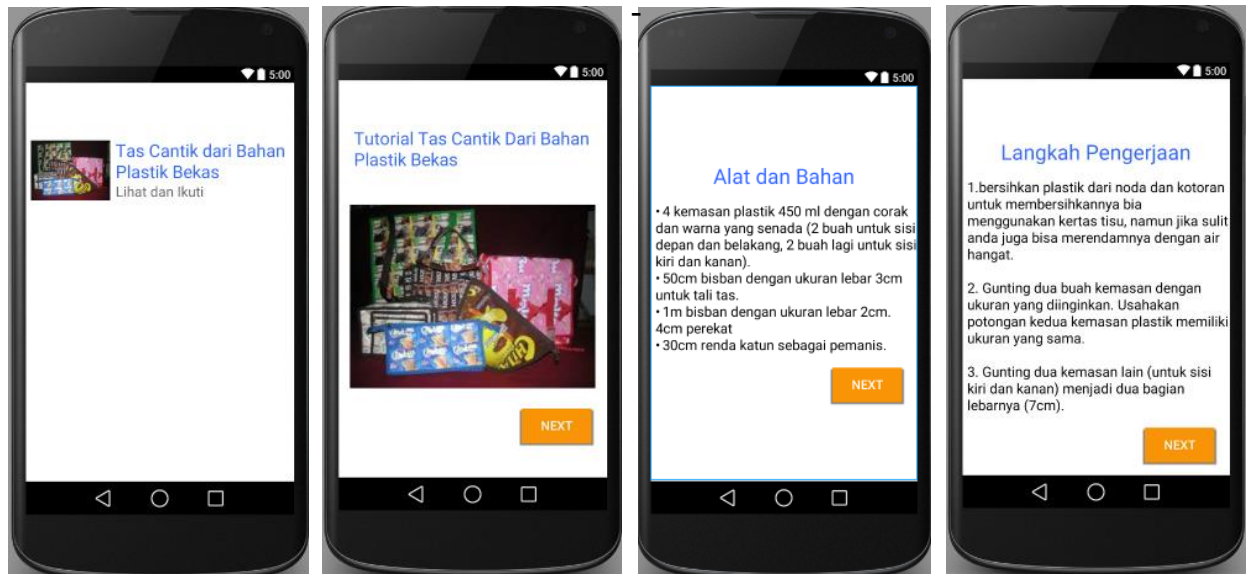 5:00
Tas Cantik dari Bahan
Plastik Bekas
Lihat dan Ikuti
5:00
Tutorial Tas Cantik Dari Bahan
Plastik Bekas
NEXT
-
5:00
Alat dan Bahan
• 4 kemasan plastik 450 ml dengan corak
dan warna yang senada (2 buah untuk sisi
depan dan belakang, 2 buah lagi untuk sisi
kiri dan kanan).
• 50cm bisban dengan ukuran lebar 3cm
untuk tali tas.
• 1m bisban dengan ukuran lebar 2cm.
4cm perekat
• 30cm renda katun sebagai pemanis.
NEXT
5:00
Langkah Pengerjaan
1.bersihkan plastik dari noda dan kotoran
untuk membersihkannya bia
menggunakan kertas tisu, namun jika sulit
anda juga bisa merendamnya dengan air
hangat.
2. Gunting dua buah kemasan dengan
ukuran yang diinginkan. Usahakan
potongan kedua kemasan plastik memiliki
ukuran yang sama.
3. Gunting dua kemasan lain (untuk sisi
kiri dan kanan) menjadi dua bagian
lebarnya (7cm).
NEXT